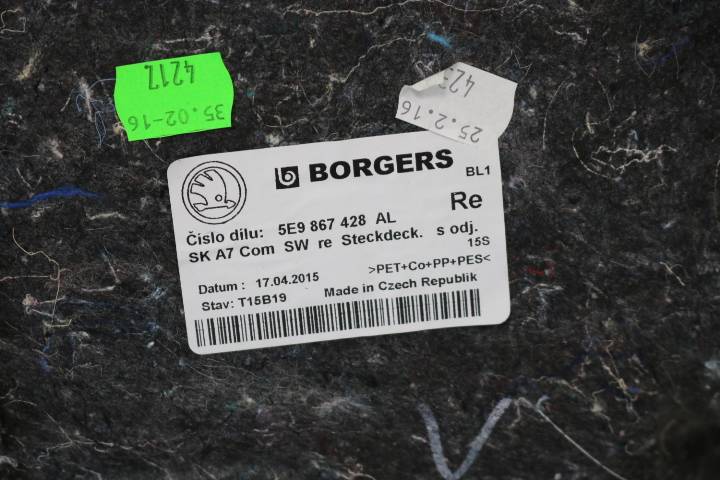 4212
35.02-16
423
25.2.16
BORGERS
BL1
Re
Číslo dílu: 5E9 867 428 AL
SK A7 Com SW re Steckdeck. s odj.
15S
Datum : 17.04.2015 >PET+Co+PP+PES<
Stav: T15B19 Made in Czech Republik